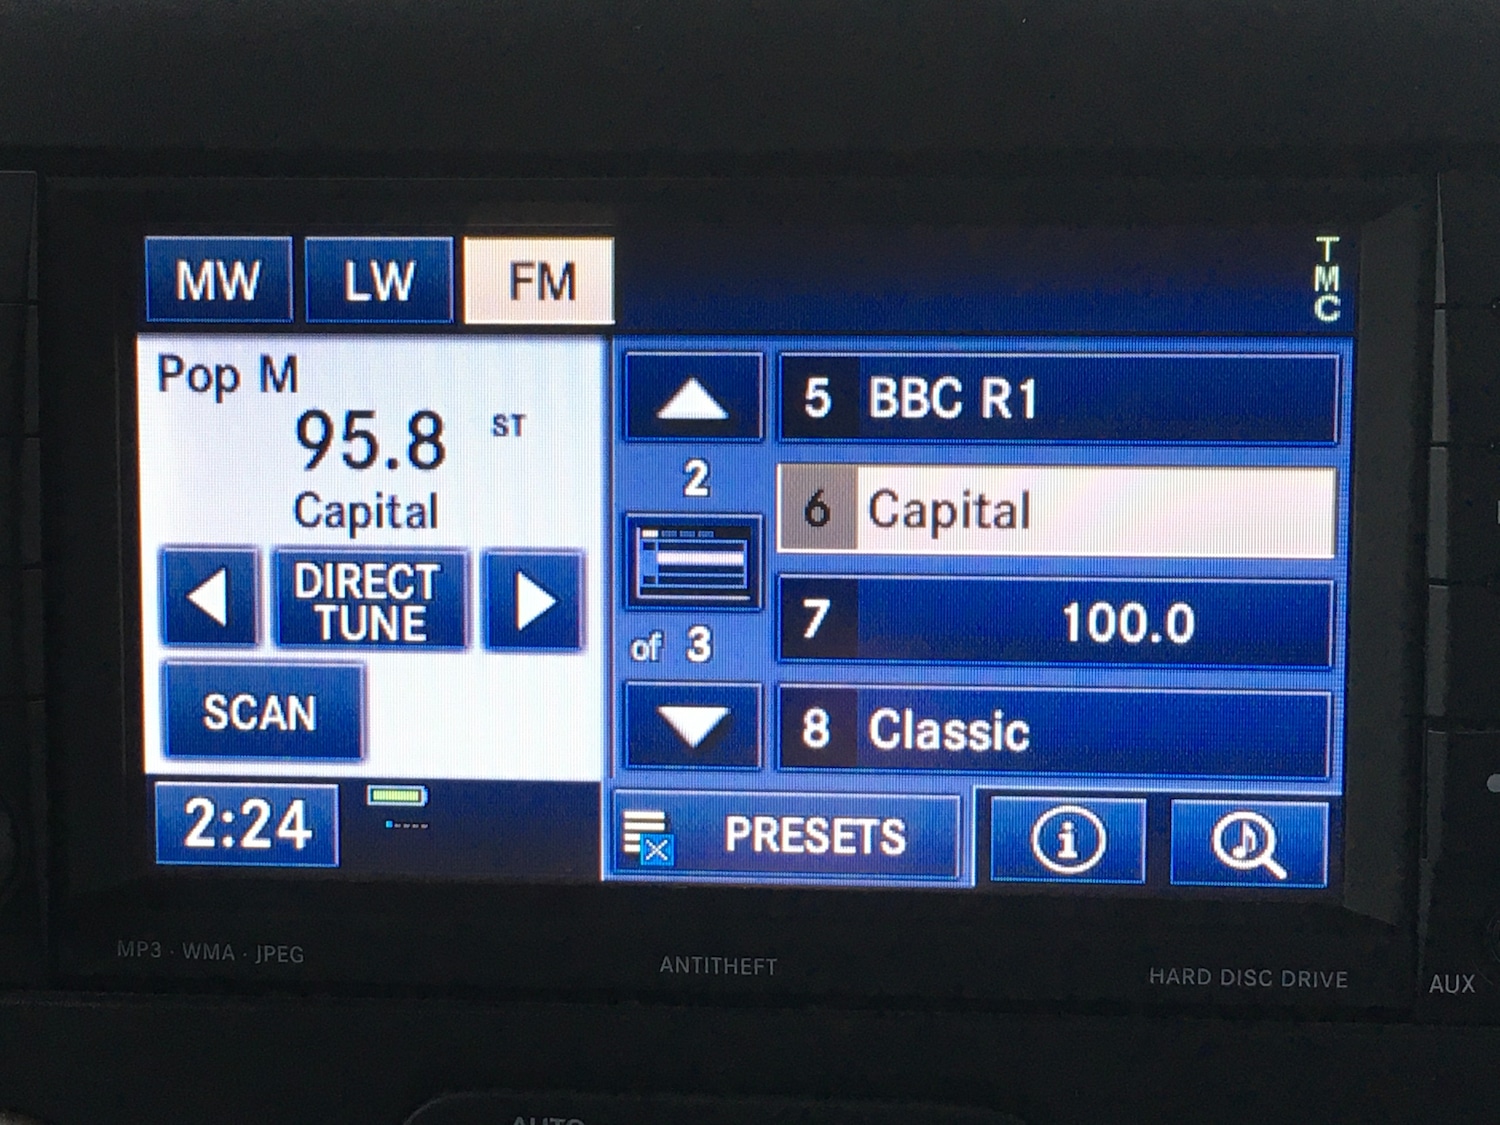 MW LW FM
TMC
Pop M
95.8 ST
Capital
DIRECT
TUNE
SCAN
2:24
2
of 3
5 BBC R1
6 Capital
7 100.0
8 Classic
PRESETS
i
MP3 · WMA · JPEG
ANTITHEFT
HARD DISC DRIVE
AUX
AUTO